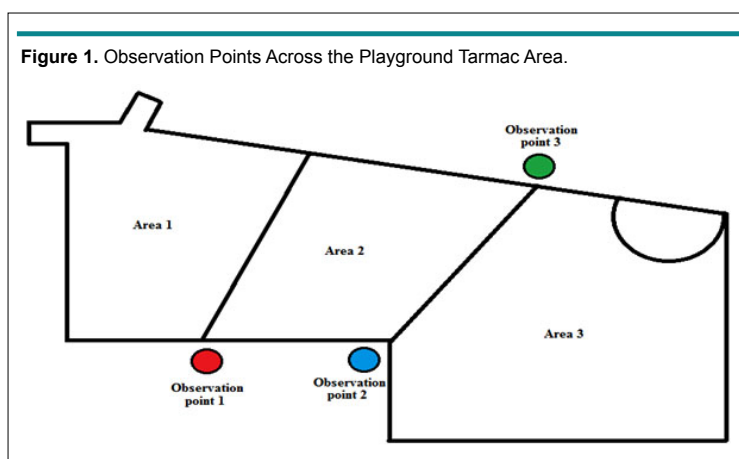 Figure 1. Observation Points Across the Playground Tarmac Area.
Observation
point 3
Area 1
Area 2
Area 3
Observation
point 1
Observation
point 2